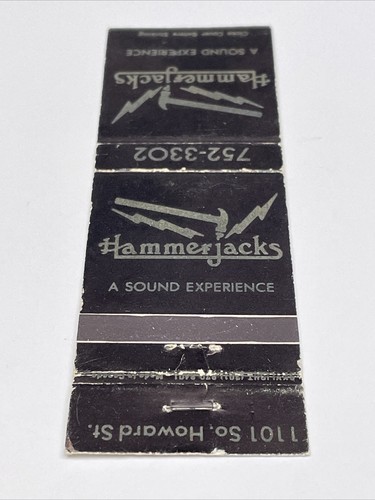 Close Cover Before Striking
A SOUND EXPERIENCE
Hammerjacks
752-3302
Hammerjacks
A SOUND EXPERIENCE
1101 So. Howard St.